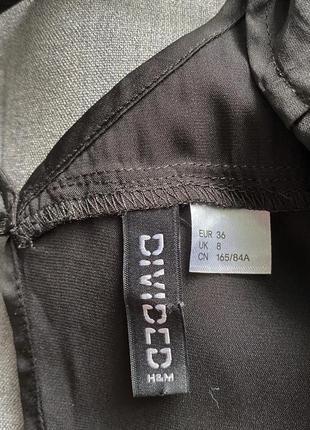 DIVIDED
H&M
EUR 36
UK 8
CN 165/84A